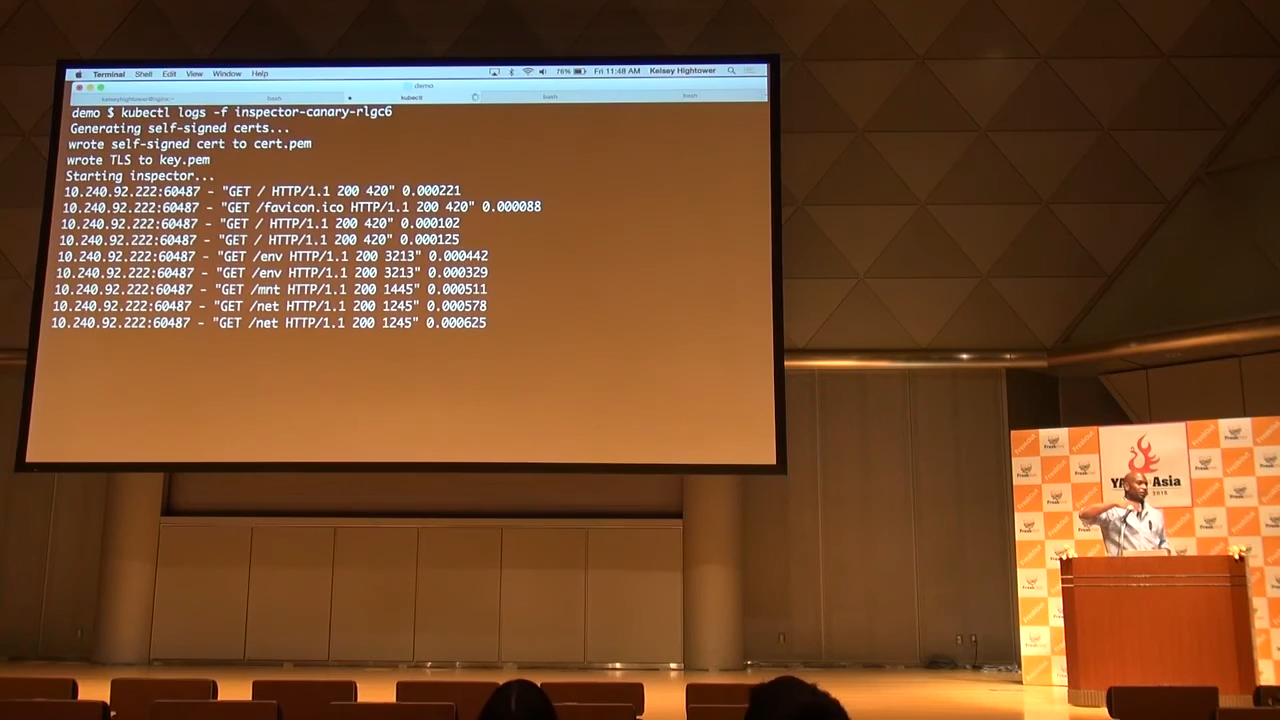 Terminal Shell Edit View Window Help 76% Fri 11:48 AM Kelsey Hightower
demo
bash kubectl bash bash
demo $ kubectl logs -f inspector-canary-rlgc6
Generating self-signed certs...
wrote self-signed cert to cert.pem
wrote TLS to key.pem
Starting inspector...
10.240.92.222:60487 - "GET / HTTP/1.1 200 420" 0.000221
10.240.92.222:60487 - "GET /favicon.ico HTTP/1.1 200 420" 0.000088
10.240.92.222:60487 - "GET / HTTP/1.1 200 420" 0.000102
10.240.92.222:60487 - "GET / HTTP/1.1 200 420" 0.000125
10.240.92.222:60487 - "GET /env HTTP/1.1 200 3213" 0.000442
10.240.92.222:60487 - "GET /env HTTP/1.1 200 3213" 0.000329
10.240.92.222:60487 - "GET /mnt HTTP/1.1 200 1445" 0.000511
10.240.92.222:60487 - "GET /net HTTP/1.1 200 1245" 0.000578
10.240.92.222:60487 - "GET /net HTTP/1.1 200 1245" 0.000625
Asia
2015